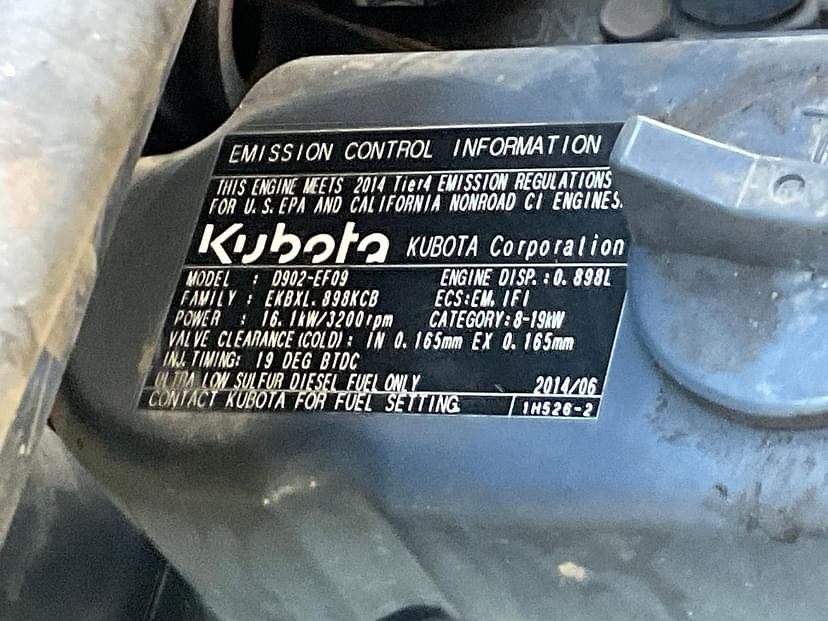 EMISSION CONTROL INFORMATION
THIS ENGINE MEETS 2014 Tier4 EMISSION REGULATIONS
FOR U.S. EPA AND CALIFORNIA NONROAD CI ENGINES.
Kubota KUBOTA Corporation
MODEL : D902-EF09 ENGINE DISP.:0.898L
FAMILY : EKBXL.898KCB ECS:EM, IFI
POWER : 16.1kW/3200rpm CATEGORY:8-19kW
VALVE CLEARANCE(COLD): IN 0.165mm EX 0.165mm
INJ. TIMING: 19 DEG BTDC
ULTRA LOW SULFUR DIESEL FUEL ONLY 2014/06
CONTACT KUBOTA FOR FUEL SETTING. 1H526-2